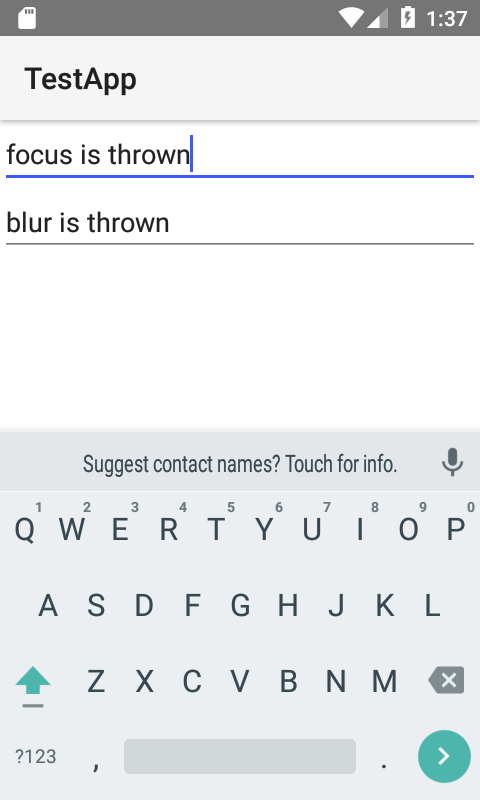 1:37
TestApp
focus is thrown
blur is thrown
Suggest contact names? Touch for info.
1 2 3 4 5 6 7 8 9 0
Q W E R T Y U I O P
A S D F G H J K L
Z X C V B N M
?123 , .